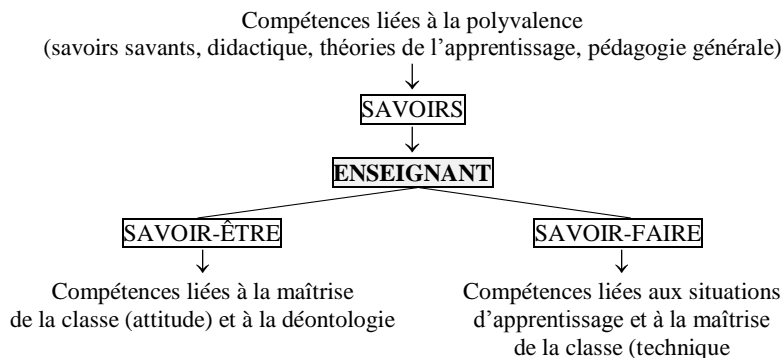 Compétences liées à la polyvalence
(savoirs savants, didactique, théories de l’apprentissage, pédagogie générale)
SAVOIRS
ENSEIGNANT
SAVOIR-ÊTRE
SAVOIR-FAIRE
Compétences liées à la maîtrise
de la classe (attitude) et à la déontologie
Compétences liées aux situations
d’apprentissage et à la maîtrise
de la classe (technique